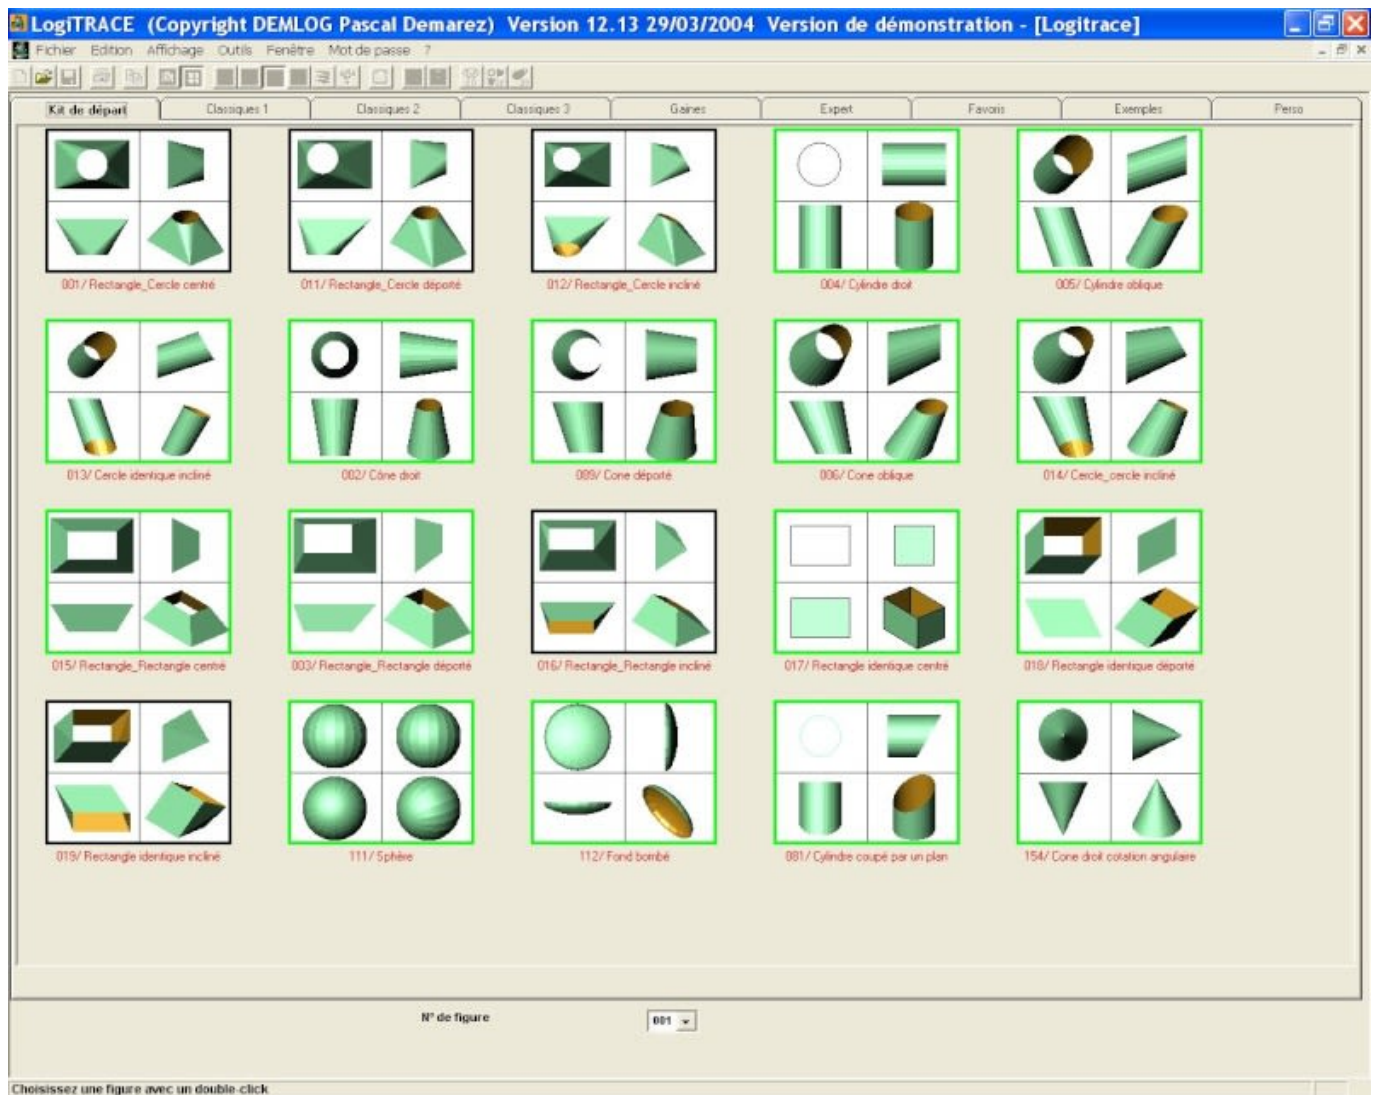 LogiTRACE (Copyright DEMLOG Pascal Demarez) Version 12.13 29/03/2004 Version de démonstration - [Logitrace]
Fichier Edition Affichage Outils Fenêtre Mot de passe ?
Kit de départ Classiques 1 Classiques 2 Classiques 3 Gaines Expert Favoris Exemples Perso
001/ Rectangle_Cercle centré 011/ Rectangle_Cercle déporté 012/ Rectangle_Cercle incliné 004/ Cylindre droit 005/ Cylindre oblique
013/ Cercle identique incliné 002/ Cône droit 089/ Cone déporté 006/ Cone oblique 014/ Cercle_cercle incliné
015/ Rectangle_Rectangle centré 003/ Rectangle_Rectangle déporté 016/ Rectangle_Rectangle incliné 017/ Rectangle identique centré 018/ Rectangle identique déporté
019/ Rectangle identique incliné 111/ Sphère 112/ Fond bombé 081/ Cylindre coupé par un plan 154/ Cone droit cotation angulaire
N° de figure 001
Choisissez une figure avec un double-click